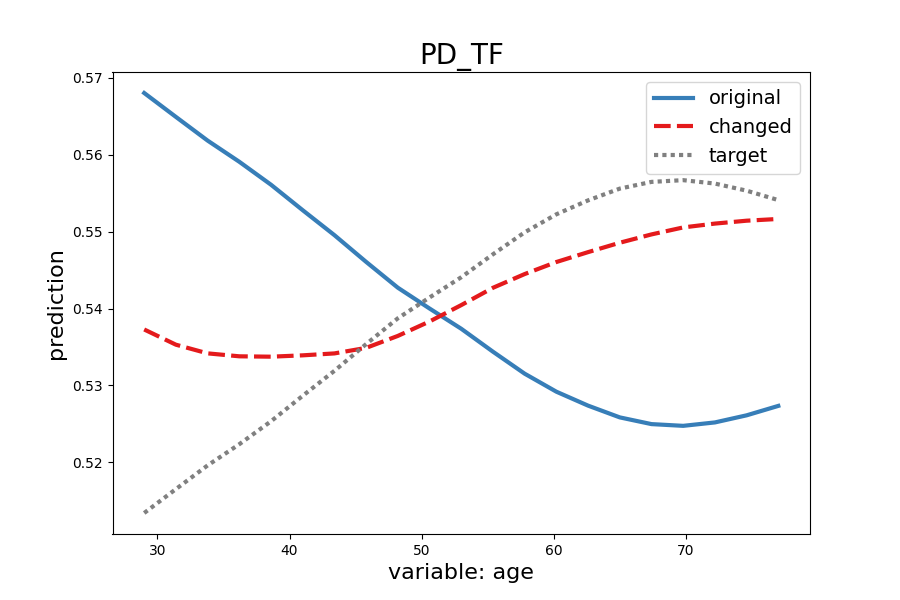 PD_TF
0.57
0.56
0.55
0.54
0.53
0.52
prediction
original
changed
target
30 40 50 60 70
variable: age